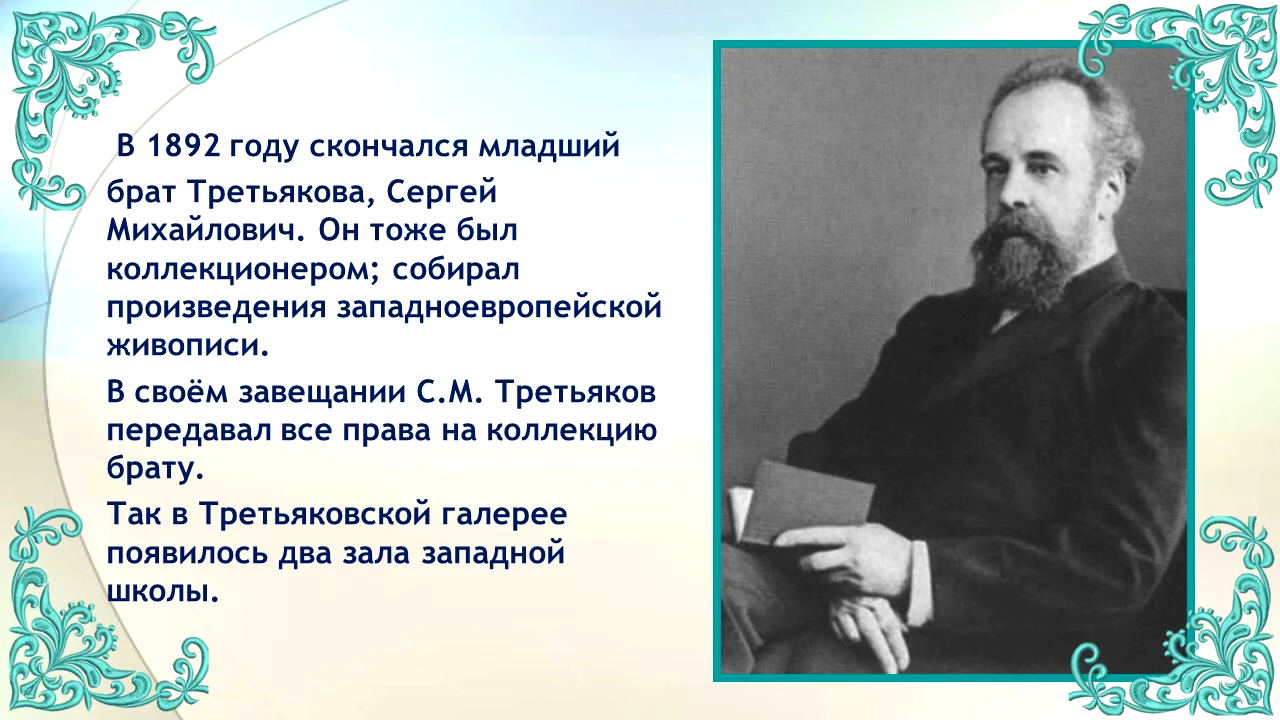 В 1892 году скончался младший
брат Третьякова, Сергей
Михайлович. Он тоже был
коллекционером; собирал
произведения западноевропейской
живописи.
В своём завещании С.М. Третьяков
передавал все права на коллекцию
брату.
Так в Третьяковской галерее
появилось два зала западной
школы.